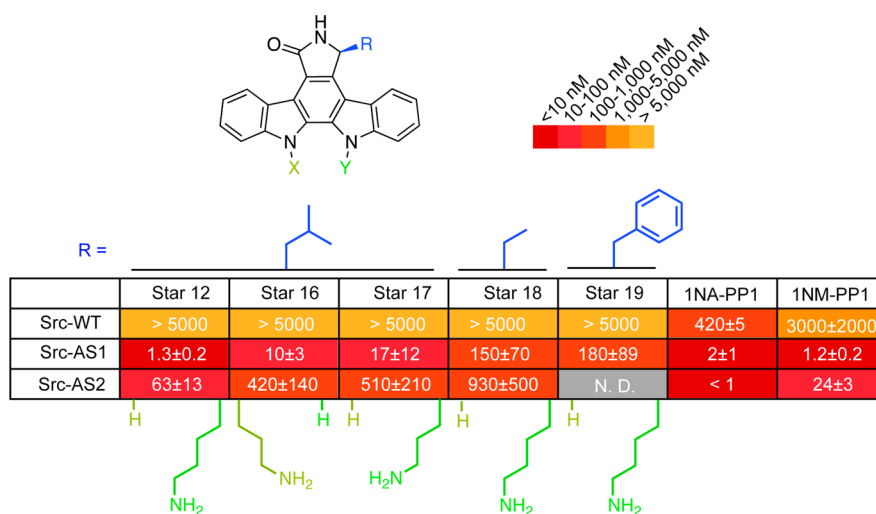 H
N
R
O
N
N
X
Y
<10 nM
10-100 nM
100-1,000 nM
1,000-5,000 nM
> 5,000 nM
R =
Star 12 Star 16 Star 17 Star 18 Star 19 1NA-PP1 1NM-PP1
Src-WT > 5000 > 5000 > 5000 > 5000 > 5000 420±5 3000±2000
Src-AS1 1.3±0.2 10±3 17±12 150±70 180±89 2±1 1.2±0.2
Src-AS2 63±13 420±140 510±210 930±500 N. D. < 1 24±3
H H H H H
NH2 H2N
NH2 NH2 NH2